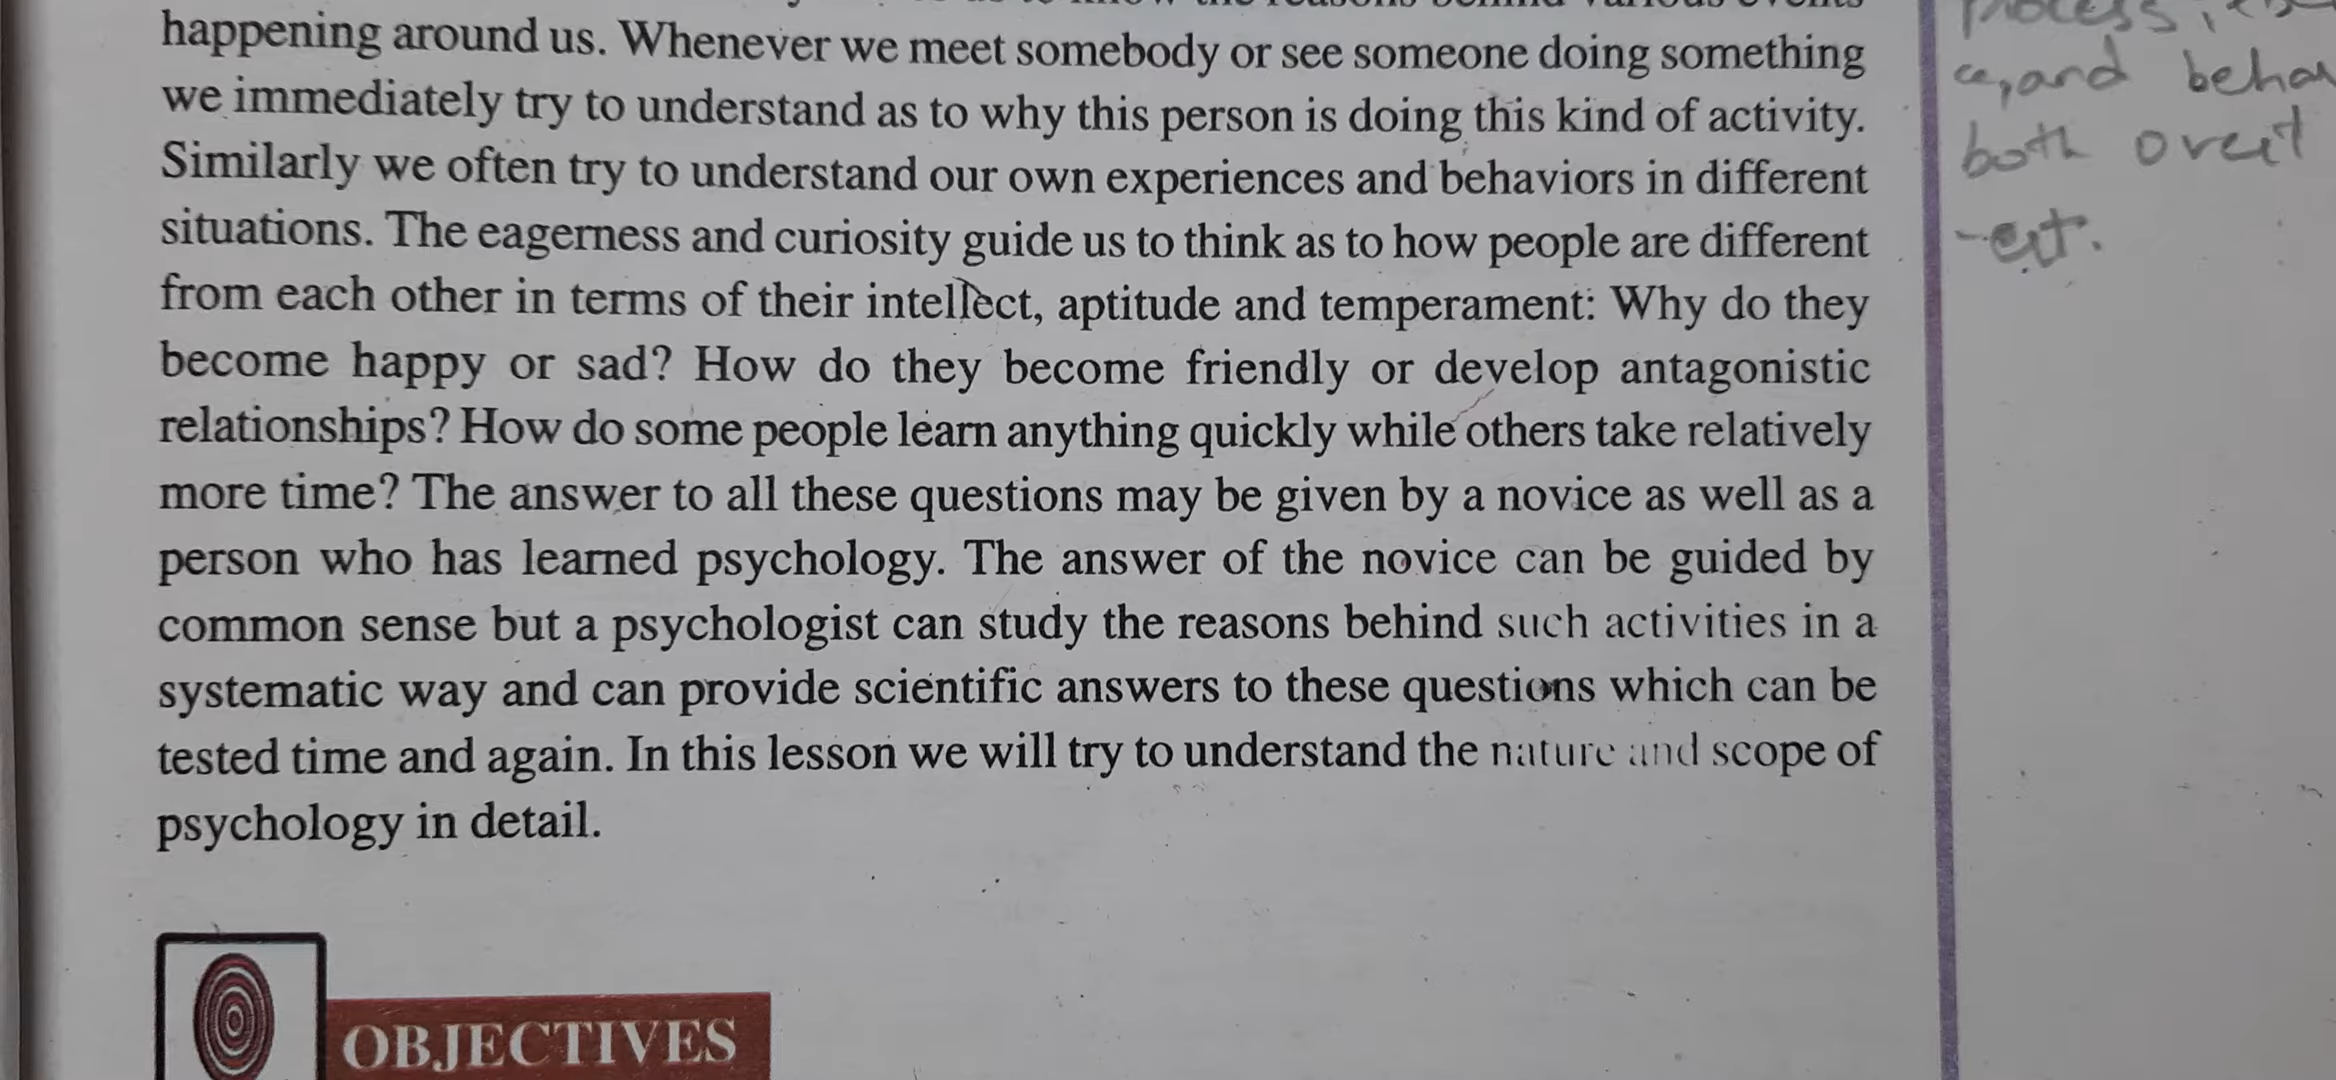 happening around us. Whenever we meet somebody or see someone doing something
we immediately try to understand as to why this person is doing this kind of activity.
Similarly we often try to understand our own experiences and behaviors in different
situations. The eagerness and curiosity guide us to think as to how people are different
from each other in terms of their intellect, aptitude and temperament: Why do they
become happy or sad? How do they become friendly or develop antagonistic
relationships? How do some people learn anything quickly while others take relatively
more time? The answer to all these questions may be given by a novice as well as a
person who has learned psychology. The answer of the novice can be guided by
common sense but a psychologist can study the reasons behind such activities in a
systematic way and can provide scientific answers to these questions which can be
tested time and again. In this lesson we will try to understand the nature and scope of
psychology in detail.
OBJECTIVES
process
and beha
both